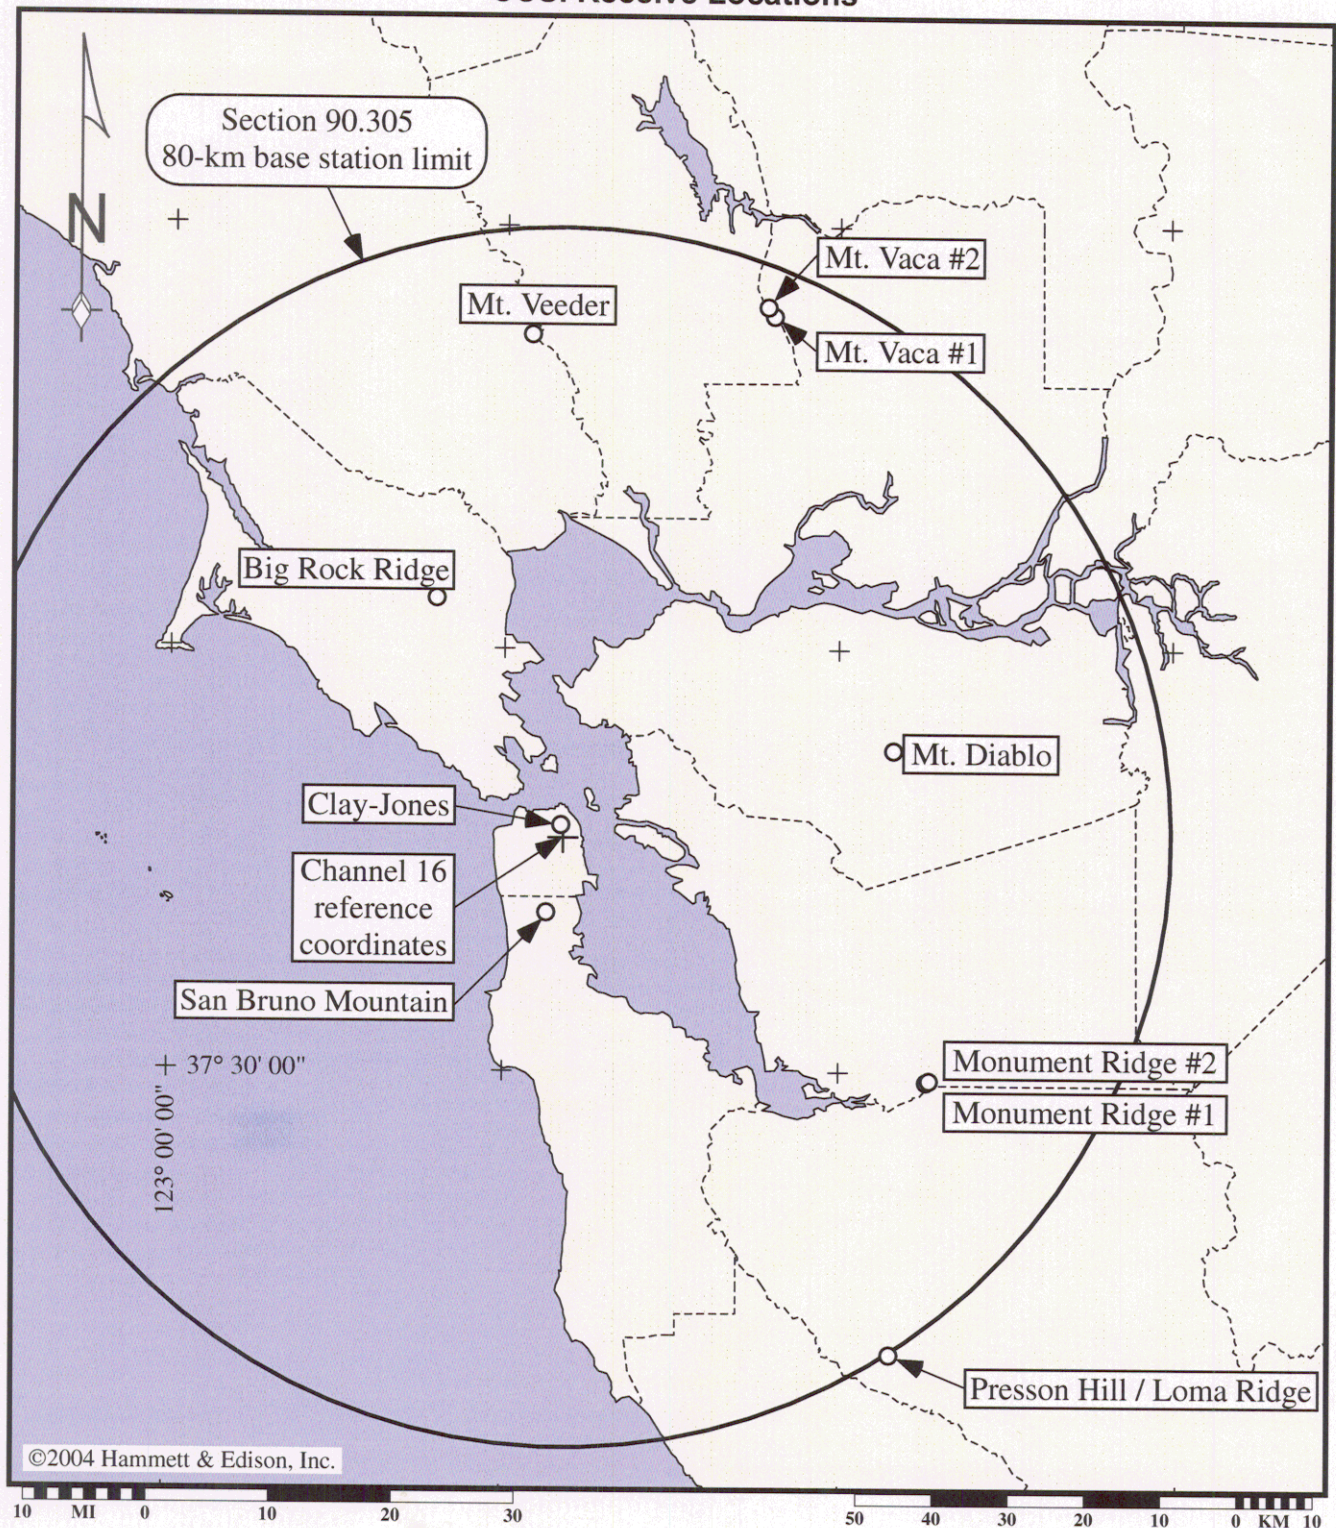 Receive Locations
Section 90.305
80-km base station limit
N
Mt. Vaca #2
Mt. Veeder
Mt. Vaca #1
Big Rock Ridge
Mt. Diablo
Clay-Jones
Channel 16
reference
coordinates
San Bruno Mountain
37° 30' 00"
123° 00' 00"
Monument Ridge #2
Monument Ridge #1
Presson Hill / Loma Ridge
©2004 Hammett & Edison, Inc.
10 MI 0 10 20 30
50 40 30 20 10 0 KM 10